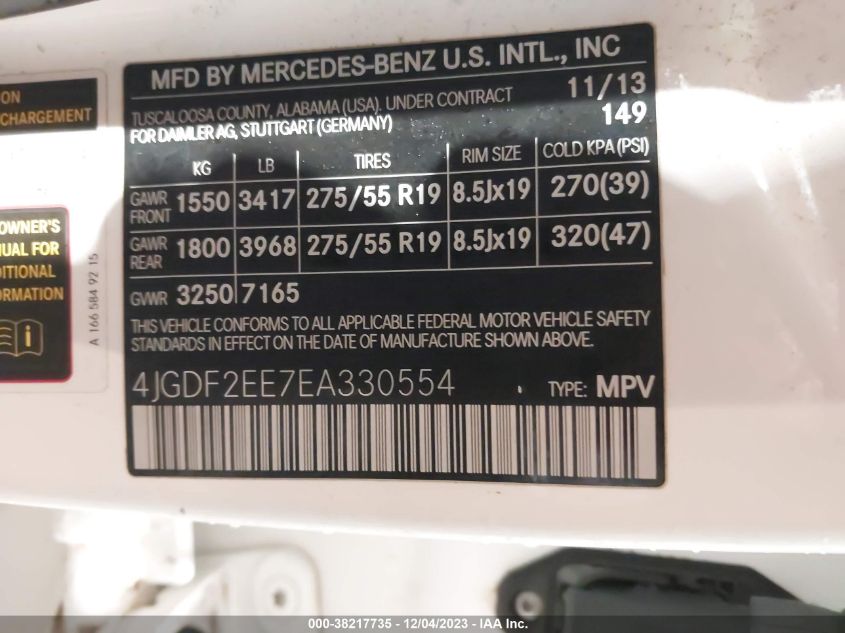 MFD BY MERCEDES-BENZ U.S. INTL., INC
TUSCALOOSA COUNTY, ALABAMA (USA). UNDER CONTRACT 11/13
FOR DAIMLER AG, STUTTGART (GERMANY) 149
KG LB TIRES RIM SIZE COLD KPA (PSI)
GAWR FRONT 1550 3417 275/55 R19 8.5Jx19 270(39)
GAWR REAR 1800 3968 275/55 R19 8.5Jx19 320(47)
GVWR 3250 7165
THIS VEHICLE CONFORMS TO ALL APPLICABLE FEDERAL MOTOR VEHICLE SAFETY
STANDARDS IN EFFECT ON THE DATE OF MANUFACTURE SHOWN ABOVE.
4JGDF2EE7EA330554 TYPE: MPV
ON
CHARGEMENT
OWNER'S
NUAL FOR
DITIONAL
FORMATION
i
A 166 584 92 15
000-38217735 - 12/04/2023 - IAAI Inc.